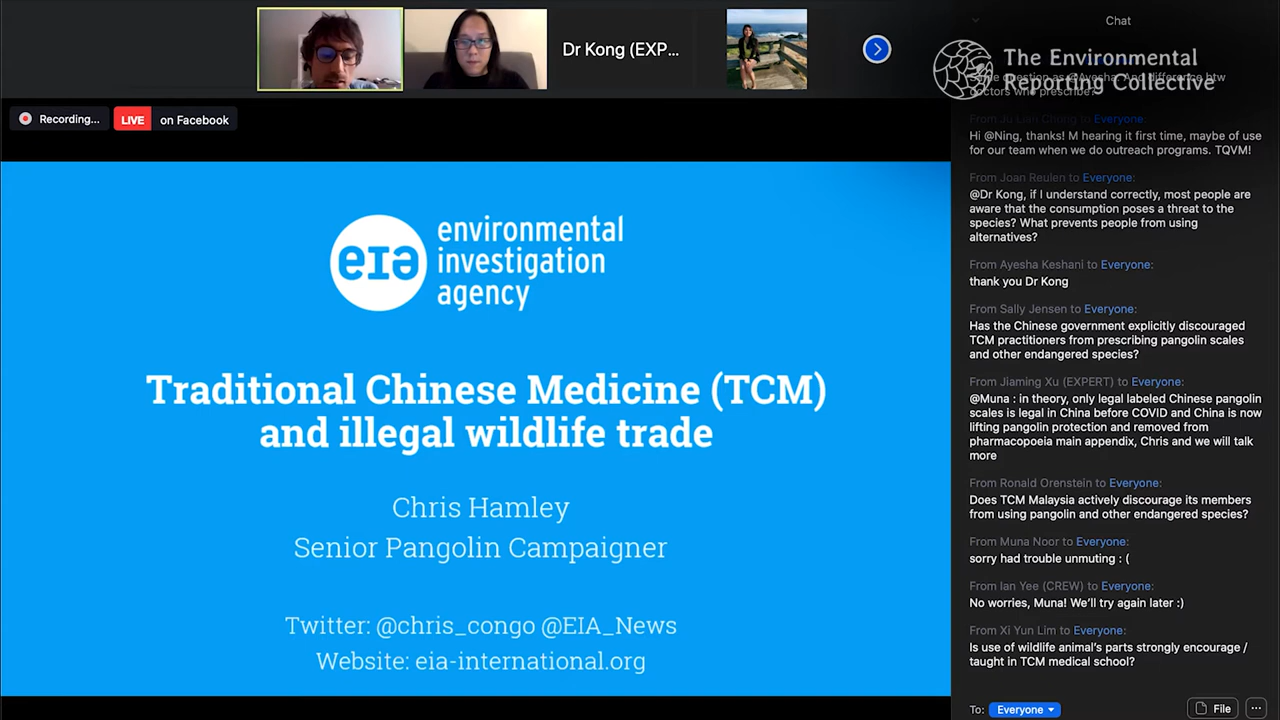 Dr Kong (EXP...
Chat
The Environmental
Reporting Collective
question as @Ayesha. And difference btw
doctors who prescribe?
Recording...
LIVE
on Facebook
From Ju Lian Chong to Everyone:
Hi @Ning, thanks! M hearing it first time, maybe of use
for our team when we do outreach programs. TQVM!
From Joan Reulen to Everyone:
@Dr Kong, if I understand correctly, most people are
aware that the consumption poses a threat to the
species? What prevents people from using
alternatives?
From Ayesha Keshani to Everyone:
thank you Dr Kong
From Sally Jensen to Everyone:
Has the Chinese government explicitly discouraged
TCM practitioners from prescribing pangolin scales
and other endangered species?
From Jiaming Xu (EXPERT) to Everyone:
@Muna : in theory, only legal labeled Chinese pangolin
scales is legal in China before COVID and China is now
lifting pangolin protection and removed from
pharmacopoeia main appendix, Chris and we will talk
more
From Ronald Orenstein to Everyone:
Does TCM Malaysia actively discourage its members
from using pangolin and other endangered species?
From Muna Noor to Everyone:
sorry had trouble unmuting : (
From Ian Yee (CREW) to Everyone:
No worries, Muna! We'll try again later :)
From Xi Yun Lim to Everyone:
Is use of wildlife animal's parts strongly encourage /
taught in TCM medical school?
To: Everyone
File
eia
environmental
investigation
agency
Traditional Chinese Medicine (TCM)
and illegal wildlife trade
Chris Hamley
Senior Pangolin Campaigner
Twitter: @chris_congo @EIA_News
Website: eia-international.org